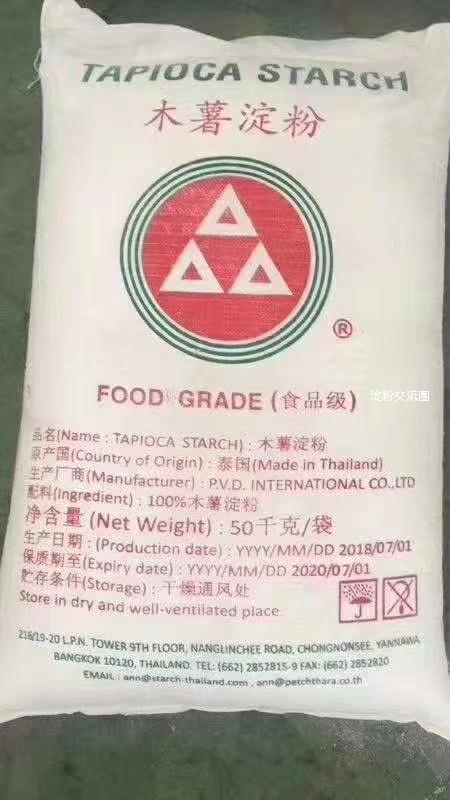 TAPIOCA STARCH
木薯淀粉
®
FOOD GRADE (食品级)
淀粉交流圈
品名(Name : TAPIOCA STARCH) : 木薯淀粉
原产国(Country of Origin) : 泰国(Made in Thailand)
生产厂商(Manufacturer) : P.V.D. INTERNATIONAL CO.,LTD
配料(Ingredient) : 100%木薯淀粉
净含量 (Net Weight) : 50千克/袋
生产日期 : (Production date) : YYYY/MM/DD 2018/07/01
保质期至(Expiry date) : YYYY/MM/DD 2020/07/01
贮存条件(Storage) : 干燥通风处
Store in dry and well-ventilated place.
216/19-20 L.P.N. TOWER 9TH FLOOR, NANGLINCHEE ROAD, CHONGNONSEE, YANNAWA
BANGKOK 10120, THAILAND. TEL: (662) 2852815-9 FAX: (662) 2852820
EMAIL : ann@starch-thailand.com , ann@petchthara.co.th